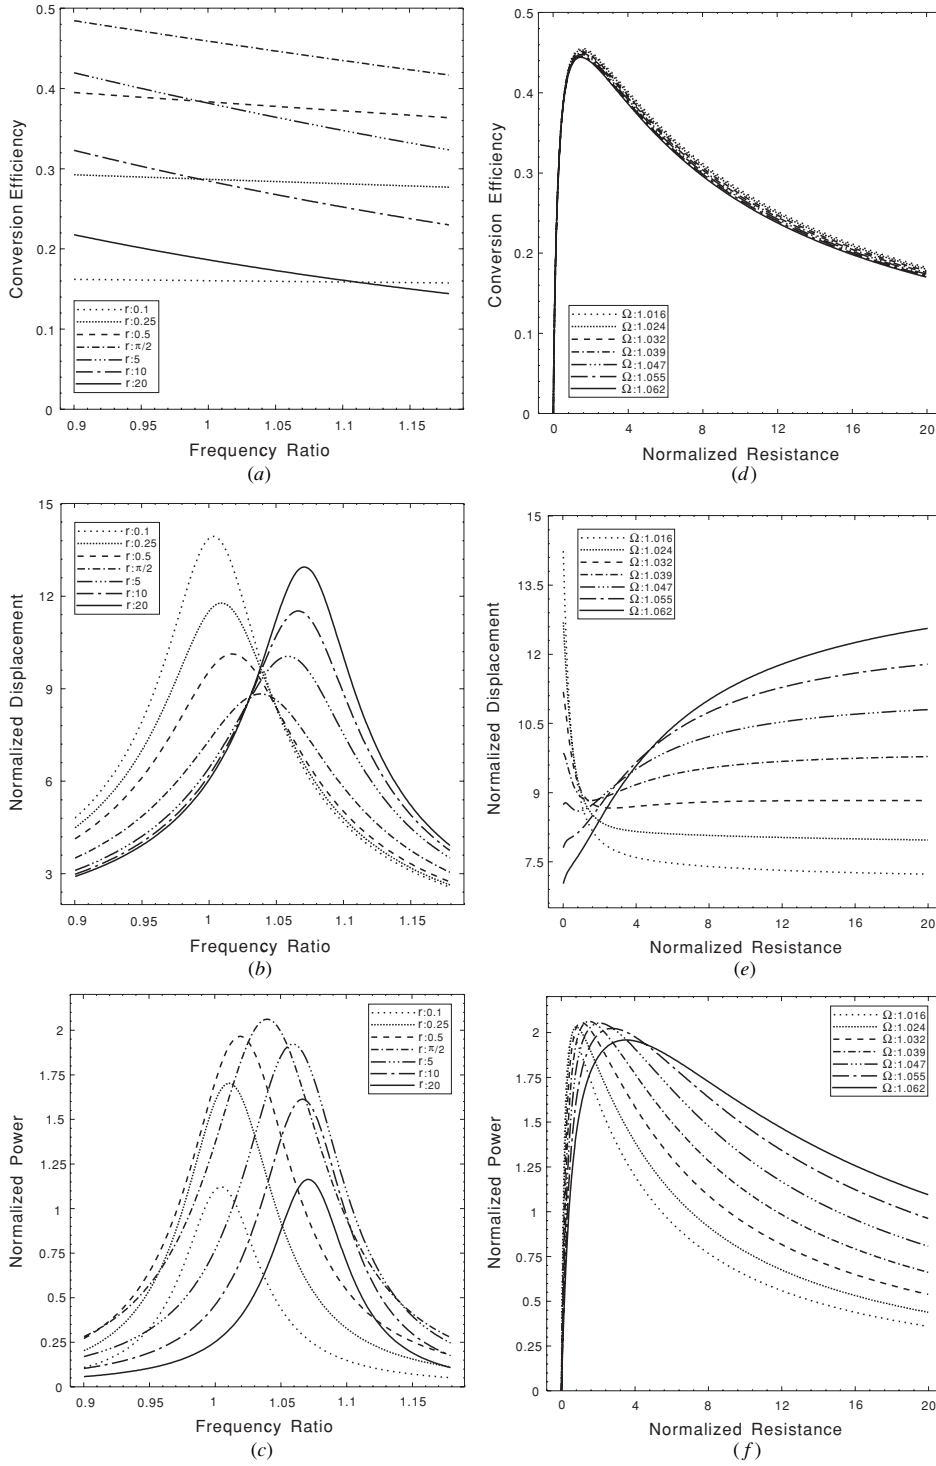 0.5
0.4
0.3
0.2
0.1
0
Conversion Efficiency
r:0.1
r:0.25
r:0.5
r:π/2
r:5
r:10
r:20
0.9 0.95 1 1.05 1.1 1.15
Frequency Ratio
(a)
0.5
0.4
0.3
0.2
0.1
0
Conversion Efficiency
Ω:1.016
Ω:1.024
Ω:1.032
Ω:1.039
Ω:1.047
Ω:1.055
Ω:1.062
0 4 8 12 16 20
Normalized Resistance
(d)
15
12
9
6
3
Normalized Displacement
r:0.1
r:0.25
r:0.5
r:π/2
r:5
r:10
r:20
0.9 0.95 1 1.05 1.1 1.15
Frequency Ratio
(b)
15
13.5
12
10.5
9
7.5
Normalized Displacement
Ω:1.016
Ω:1.024
Ω:1.032
Ω:1.039
Ω:1.047
Ω:1.055
Ω:1.062
0 4 8 12 16 20
Normalized Resistance
(e)
2
1.75
1.5
1.25
1
0.75
0.5
0.25
0
Normalized Power
r:0.1
r:0.25
r:0.5
r:π/2
r:5
r:10
r:20
0.9 0.95 1 1.05 1.1 1.15
Frequency Ratio
(c)
2
1.75
1.5
1.25
1
0.75
0.5
0.25
0
Normalized Power
Ω:1.016
Ω:1.024
Ω:1.032
Ω:1.039
Ω:1.047
Ω:1.055
Ω:1.062
0 4 8 12 16 20
Normalized Resistance
(f)